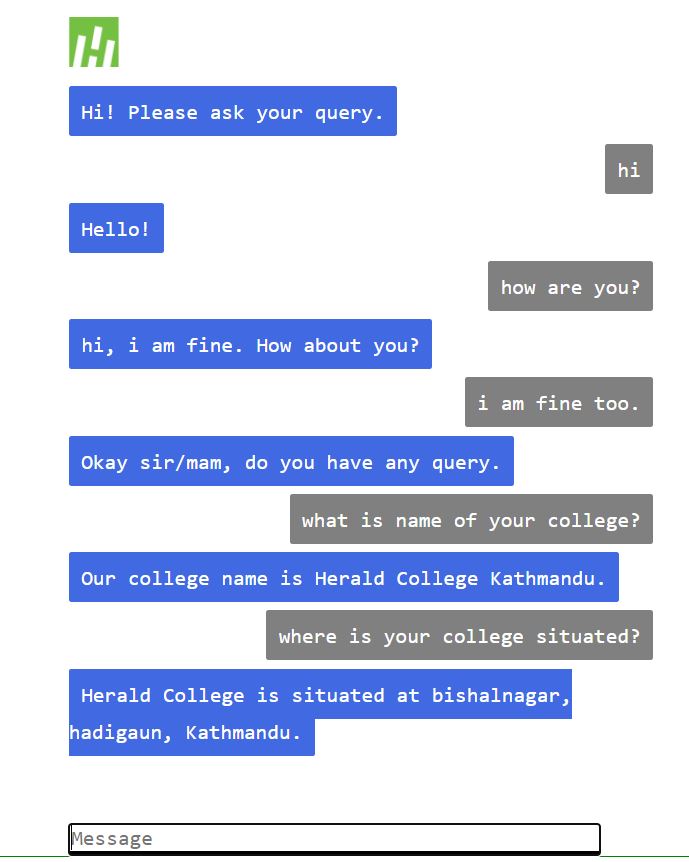 Hi! Please ask your query.
hi
Hello!
how are you?
hi, i am fine. How about you?
i am fine too.
Okay sir/mam, do you have any query.
what is name of your college?
Our college name is Herald College Kathmandu.
where is your college situated?
Herald College is situated at bishalnagar,
hadigaun, Kathmandu.
Message